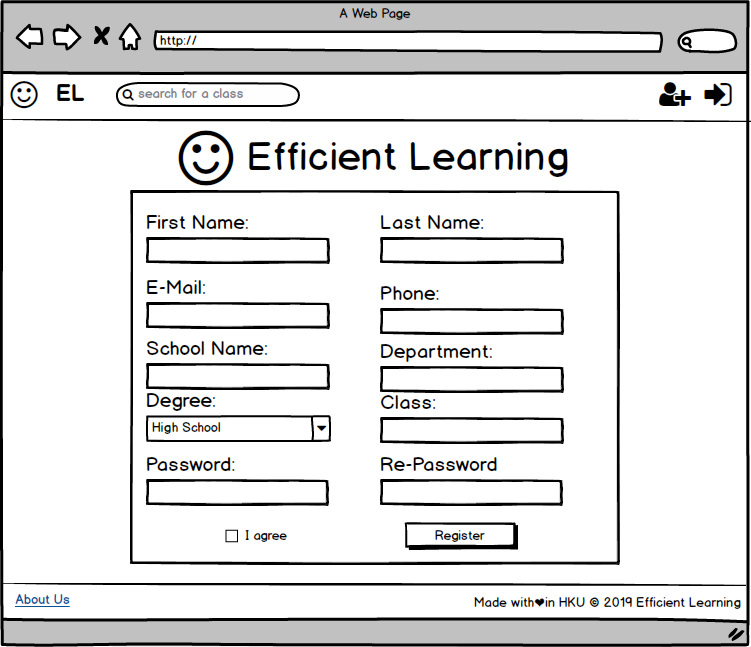 A Web Page
http://
EL
search for a class
Efficient Learning
First Name:
Last Name:
E-Mail:
Phone:
School Name:
Department:
Degree:
Class:
High School
Password:
Re-Password
I agree
Register
About Us
Made with❤in HKU © 2019 Efficient Learning